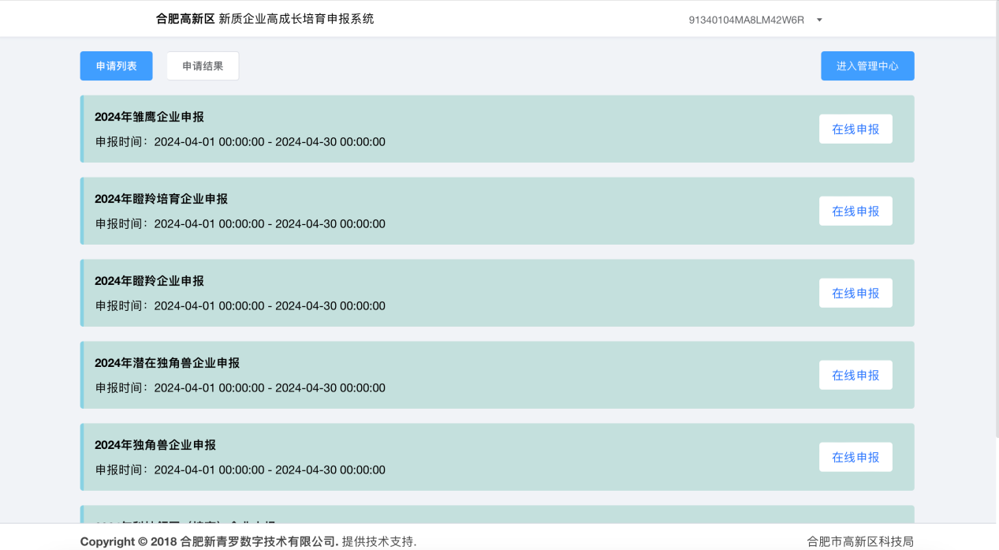 合肥高新区 新质企业高成长培育申报系统
91340104MA8LM42W6R
申请列表
申请结果
进入管理中心
2024年雏鹰企业申报
申报时间：2024-04-01 00:00:00 - 2024-04-30 00:00:00
在线申报
2024年瞪羚培育企业申报
申报时间：2024-04-01 00:00:00 - 2024-04-30 00:00:00
在线申报
2024年瞪羚企业申报
申报时间：2024-04-01 00:00:00 - 2024-04-30 00:00:00
在线申报
2024年潜在独角兽企业申报
申报时间：2024-04-01 00:00:00 - 2024-04-30 00:00:00
在线申报
2024年独角兽企业申报
申报时间：2024-04-01 00:00:00 - 2024-04-30 00:00:00
在线申报
Copyright © 2018 合肥新青罗数字技术有限公司. 提供技术支持.
合肥市高新区科技局